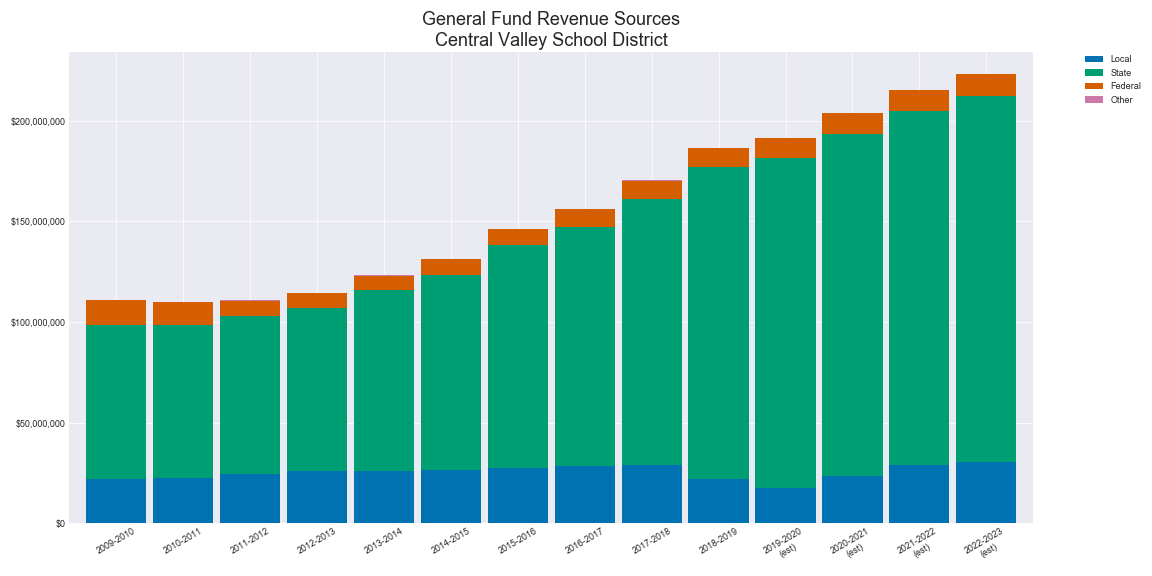 General Fund Revenue Sources
Central Valley School District
Local
State
Federal
Other
$200,000,000
$150,000,000
$100,000,000
$50,000,000
$0
2009-2010
2010-2011
2011-2012
2012-2013
2013-2014
2014-2015
2015-2016
2016-2017
2017-2018
2018-2019
2019-2020
(est)
2020-2021
(est)
2021-2022
(est)
2022-2023
(est)